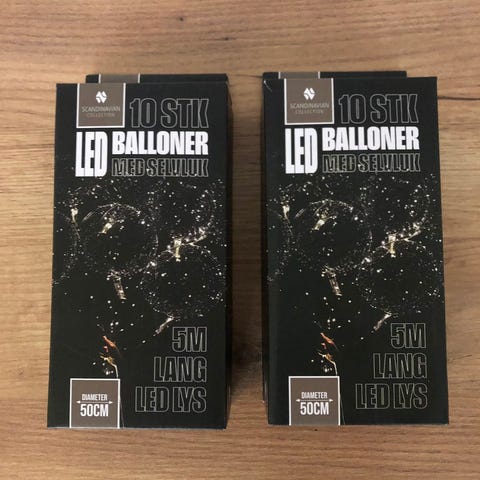 SCANDINAVIAN
COLLECTION
10 STK
LED BALLONER
MED SELVLUK
5M
LANG
LED LYS
DIAMETER
50CM
SCANDINAVIAN
COLLECTION
10 STK
LED BALLONER
MED SELVLUK
5M
LANG
LED LYS
DIAMETER
50CM